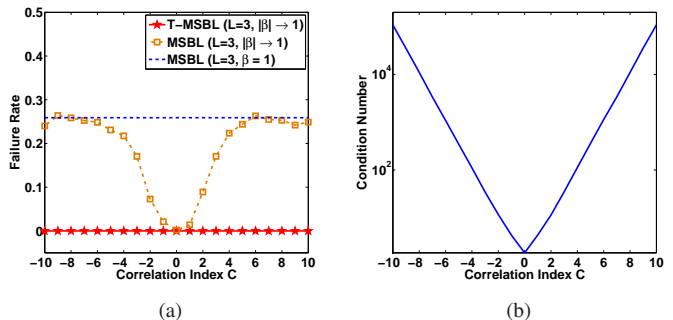 0.5
0.4
0.3
0.2
0.1
0
Failure Rate
T−MSBL (L=3, |β| → 1)
MSBL (L=3, |β| → 1)
MSBL (L=3, β = 1)
−10 −8 −6 −4 −2 0 2 4 6 8 10
Correlation Index C
(a)
10^4
10^2
Condition Number
−10 −8 −6 −4 −2 0 2 4 6 8 10
Correlation Index C
(b)